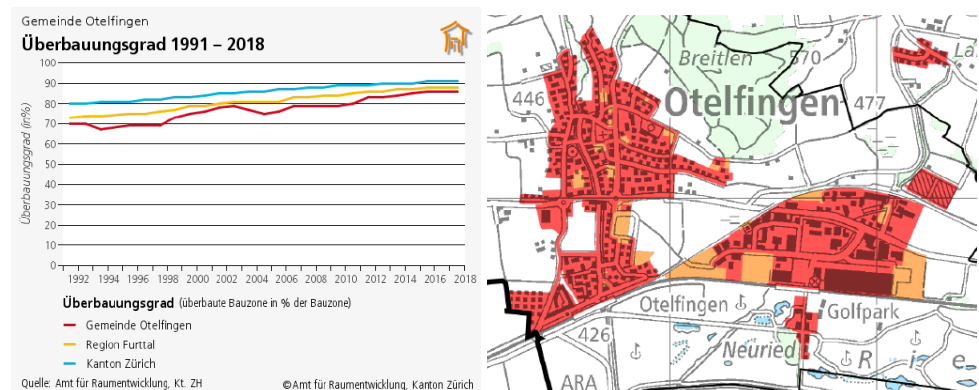 Gemeinde Otelfingen
Überbauungsgrad 1991 – 2018
100
90
80
70
60
50
40
30
20
10
0
Überbauungsgrad (in%)
1992 1994 1996 1998 2000 2002 2004 2006 2008 2010 2012 2014 2016 2018
Überbauungsgrad (überbaute Bauzone in % der Bauzone)
Gemeinde Otelfingen
Region Furttal
Kanton Zürich
Quelle: Amt für Raumentwicklung, Kt. ZH
© Amt für Raumentwicklung, Kanton Zürich
Breitlen
570
446
Otelfingen
477
Otelfingen
Golfpark
426
Neuried
R i e
ARA